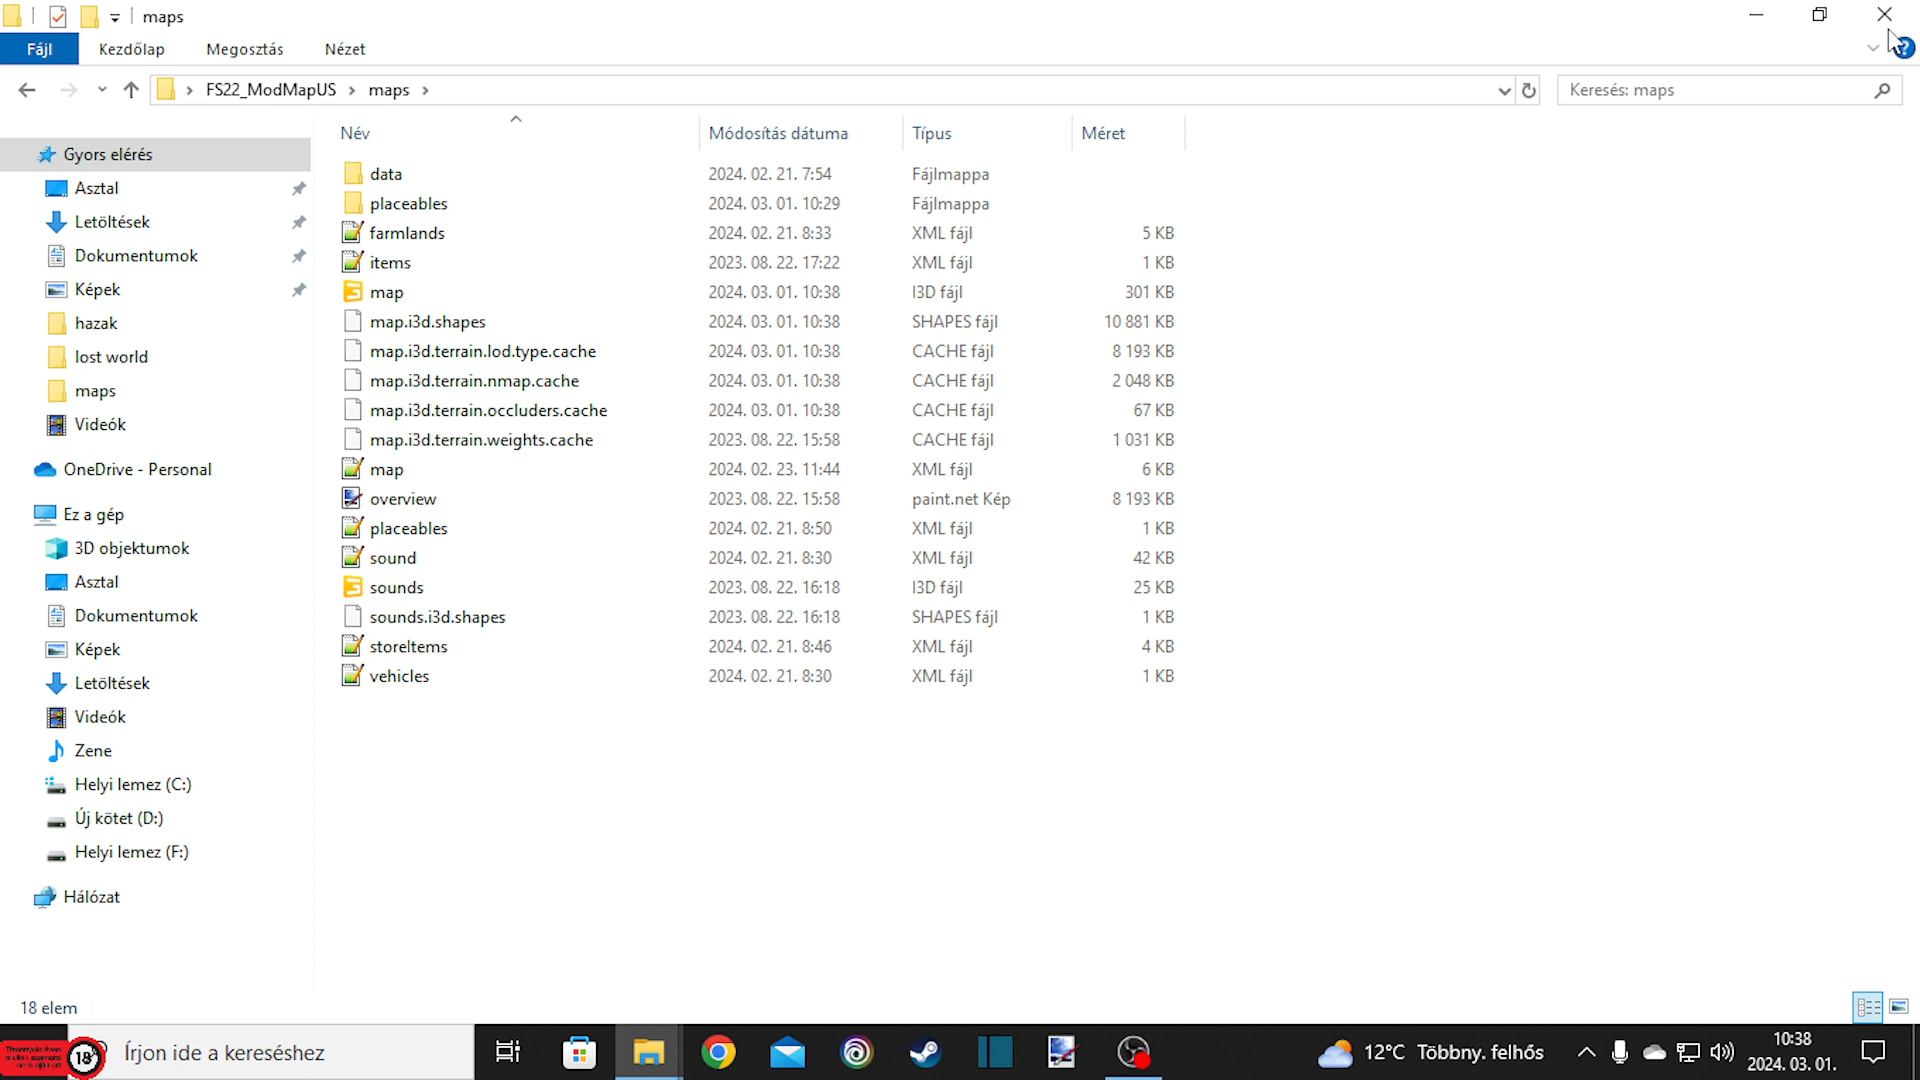 maps
Fájl Kezdőlap Megosztás Nézet
FS22_ModMapUS maps
Keresés: maps
Név Módosítás dátuma Típus Méret
data 2024. 02. 21. 7:54 Fájlmappa
placeables 2024. 03. 01. 10:29 Fájlmappa
farmlands 2024. 02. 21. 8:33 XML fájl 5 KB
items 2023. 08. 22. 17:22 XML fájl 1 KB
map 2024. 03. 01. 10:38 I3D fájl 301 KB
map.i3d.shapes 2024. 03. 01. 10:38 SHAPES fájl 10 881 KB
map.i3d.terrain.lod.type.cache 2024. 03. 01. 10:38 CACHE fájl 8 193 KB
map.i3d.terrain.nmap.cache 2024. 03. 01. 10:38 CACHE fájl 2 048 KB
map.i3d.terrain.occluders.cache 2024. 03. 01. 10:38 CACHE fájl 67 KB
map.i3d.terrain.weights.cache 2023. 08. 22. 15:58 CACHE fájl 1 031 KB
map 2024. 02. 23. 11:44 XML fájl 6 KB
overview 2023. 08. 22. 15:58 paint.net Kép 8 193 KB
placeables 2024. 02. 21. 8:50 XML fájl 1 KB
sound 2024. 02. 21. 8:30 XML fájl 42 KB
sounds 2023. 08. 22. 16:18 I3D fájl 25 KB
sounds.i3d.shapes 2023. 08. 22. 16:18 SHAPES fájl 1 KB
storeItems 2024. 02. 21. 8:46 XML fájl 4 KB
vehicles 2024. 02. 21. 8:30 XML fájl 1 KB
Gyors elérés
Asztal
Letöltések
Dokumentumok
Képek
hazak
lost world
maps
Videók
OneDrive - Personal
Ez a gép
3D objektumok
Asztal
Dokumentumok
Képek
Letöltések
Videók
Zene
Helyi lemez (C:)
Új kötet (D:)
Helyi lemez (F:)
Hálózat
18 elem
18
Írjon ide a kereséshez
12°C Többny. felhős
10:38
2024. 03. 01.